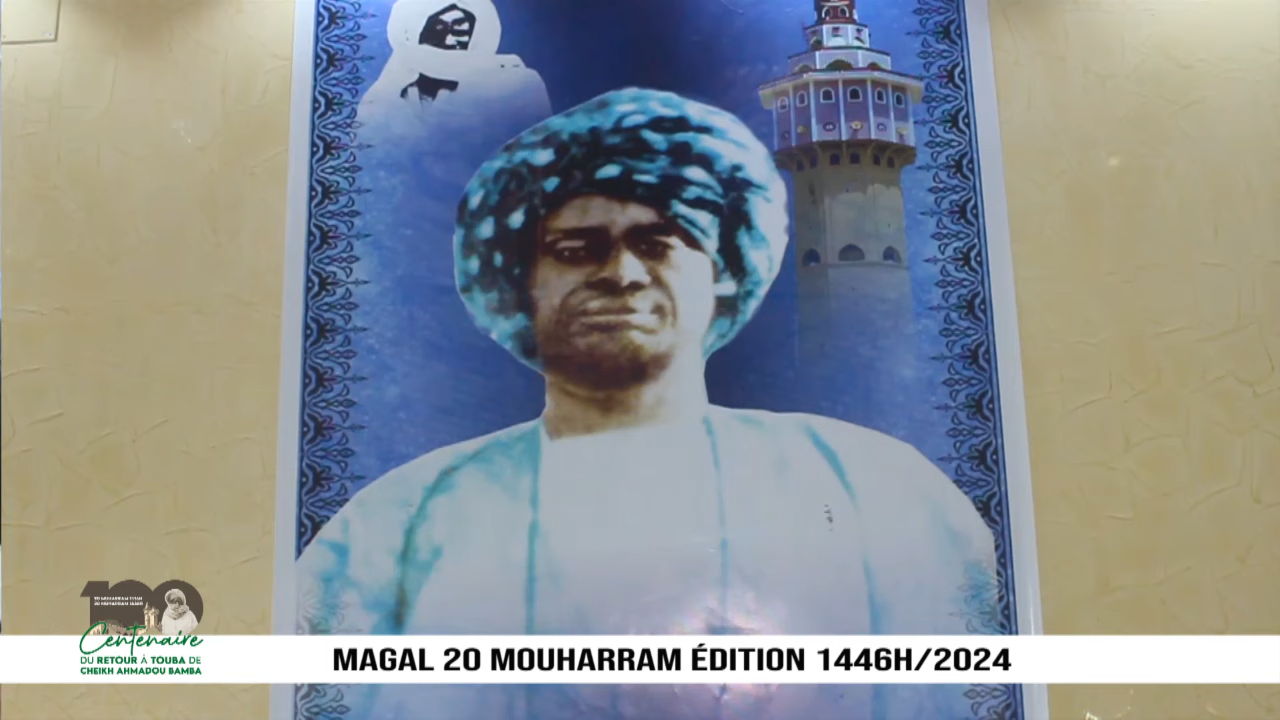 Centenaire
DU RETOUR À TOUBA DE
CHEIKH AHMADOU BAMBA
MAGAL 20 MOUHARRAM ÉDITION 1446H/2024